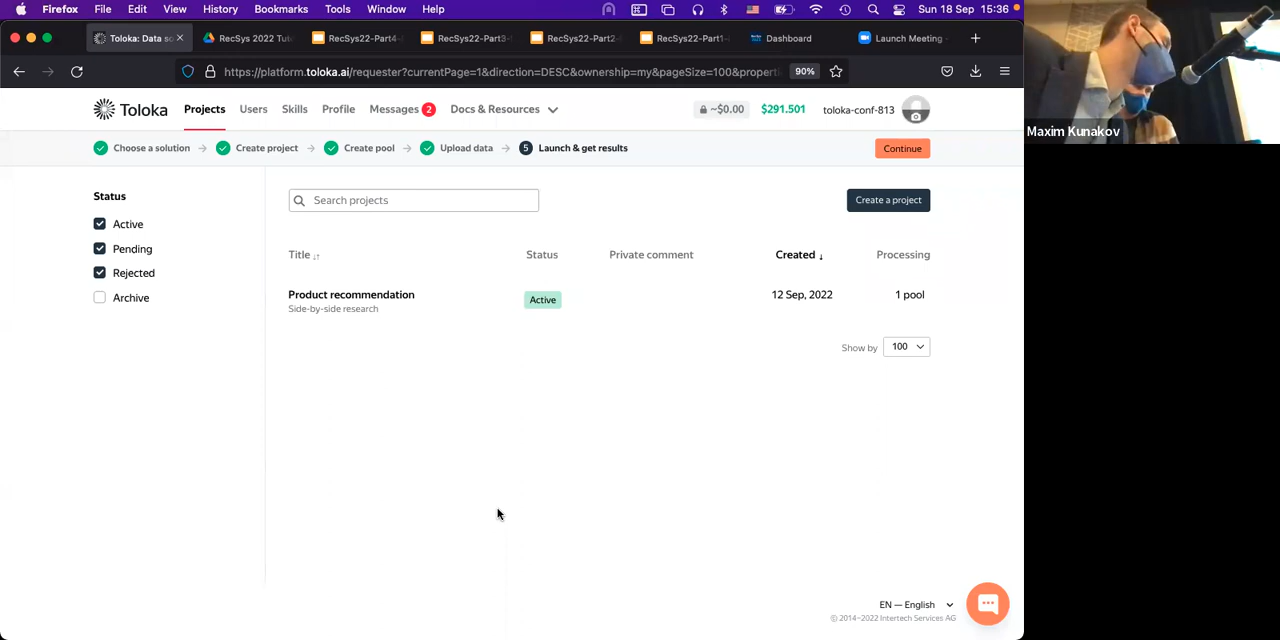 Firefox File Edit View History Bookmarks Tools Window Help Sun 18 Sep 15:36
Toloka: Data so RecSys 2022 Tuto RecSys22-Part4- RecSys22-Part3- RecSys22-Part2- RecSys22-Part1- Dashboard Launch Meeting
https://platform.toloka.ai/requester?currentPage=1&direction=DESC&ownership=my&pageSize=100&properti 90%
Toloka Projects Users Skills Profile Messages 2 Docs & Resources ~$0.00 $291.501 toloka-conf-813
Choose a solution Create project Create pool Upload data 5 Launch & get results Continue
Status
Active
Pending
Rejected
Archive
Search projects Create a project
Title Status Private comment Created Processing
Product recommendation Active 12 Sep, 2022 1 pool
Side-by-side research
Show by 100
EN — English
© 2014–2022 Intertech Services AG
Maxim Kunakov